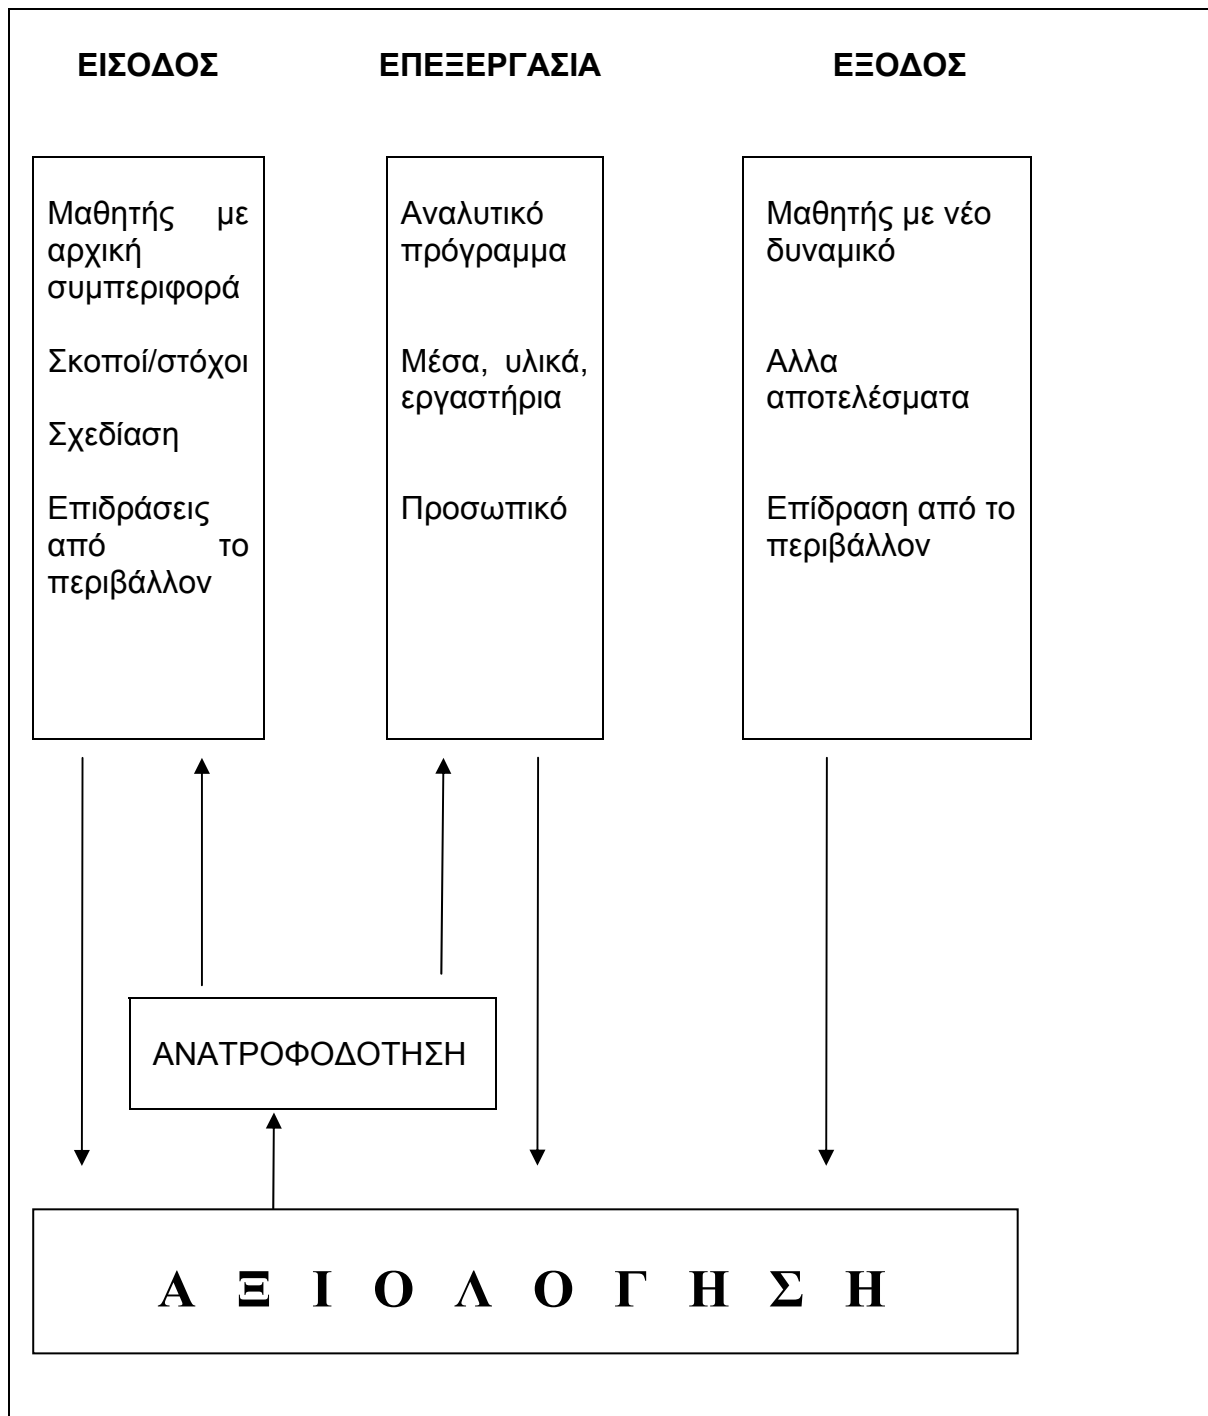 ΕΙΣΟΔΟΣ
ΕΠΕΞΕΡΓΑΣΙΑ
ΕΞΟΔΟΣ
Μαθητής με
αρχική
συμπεριφορά
Σκοποί/στόχοι
Σχεδίαση
Επιδράσεις
από το
περιβάλλον
Αναλυτικό
πρόγραμμα
Μέσα, υλικά,
εργαστήρια
Προσωπικό
Μαθητής με νέο
δυναμικό
Αλλα
αποτελέσματα
Επίδραση από το
περιβάλλον
ΑΝΑΤΡΟΦΟΔΟΤΗΣΗ
Α Ξ Ι Ο Λ Ο Γ Η Σ Η